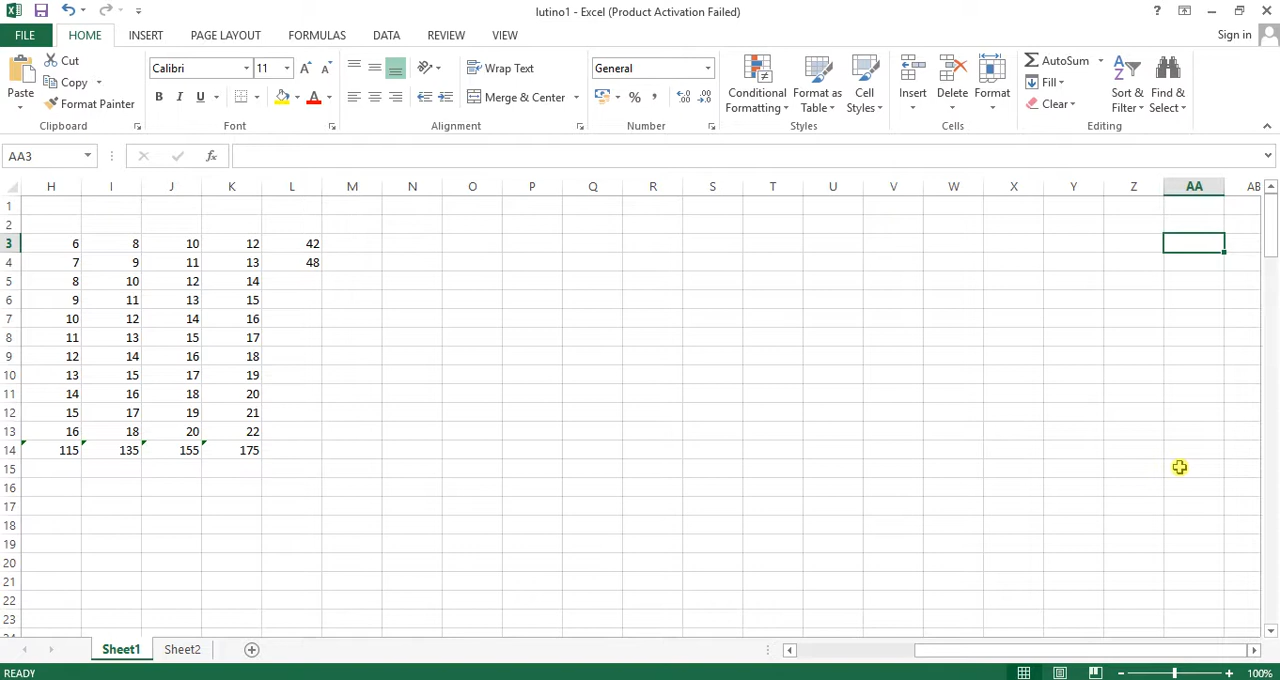 lutino1 - Excel (Product Activation Failed)
?
FILE HOME INSERT PAGE LAYOUT FORMULAS DATA REVIEW VIEW Sign in
Paste Cut Copy Format Painter
Clipboard
Calibri 11 A A
B I U A
Font
Wrap Text
Merge & Center
Alignment
General
% , .0 .00
Number
Conditional Formatting Format as Table Cell Styles
Styles
Insert Delete Format
Cells
AutoSum Fill Clear Sort & Filter Find & Select
Editing
AA3 fx
H I J K L M N O P Q R S T U V W X Y Z AA AB
1
2
3 6 8 10 12 42
4 7 9 11 13 48
5 8 10 12 14
6 9 11 13 15
7 10 12 14 16
8 11 13 15 17
9 12 14 16 18
10 13 15 17 19
11 14 16 18 20
12 15 17 19 21
13 16 18 20 22
14 115 135 155 175
15
16
17
18
19
20
21
22
23
Sheet1 Sheet2
READY 100%